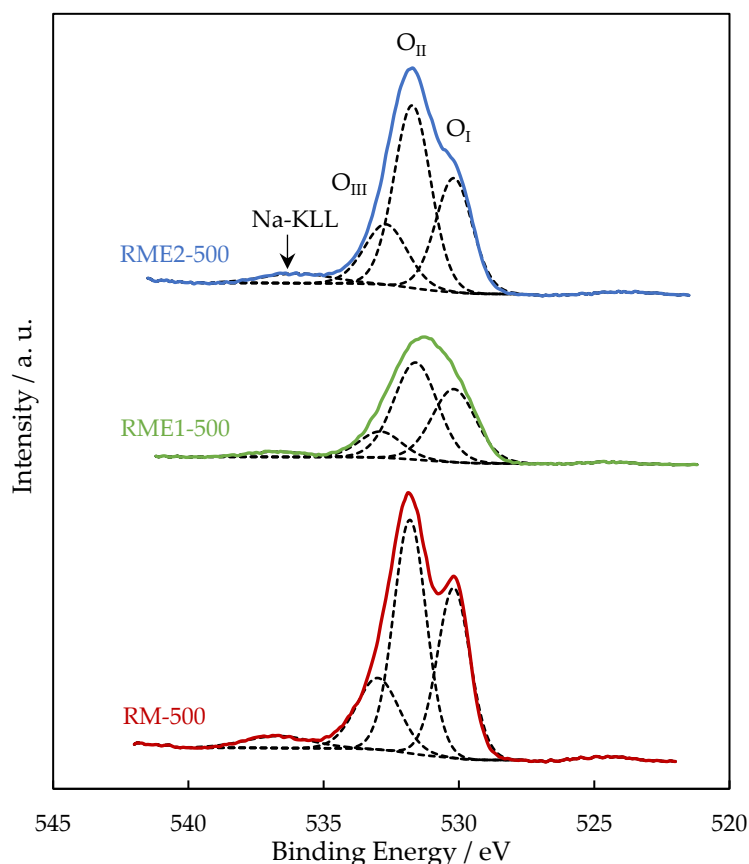 O_II
O_I
O_III
Na-KLL
RME2-500
RME1-500
RM-500
Intensity / a. u.
545 540 535 530 525 520
Binding Energy / eV